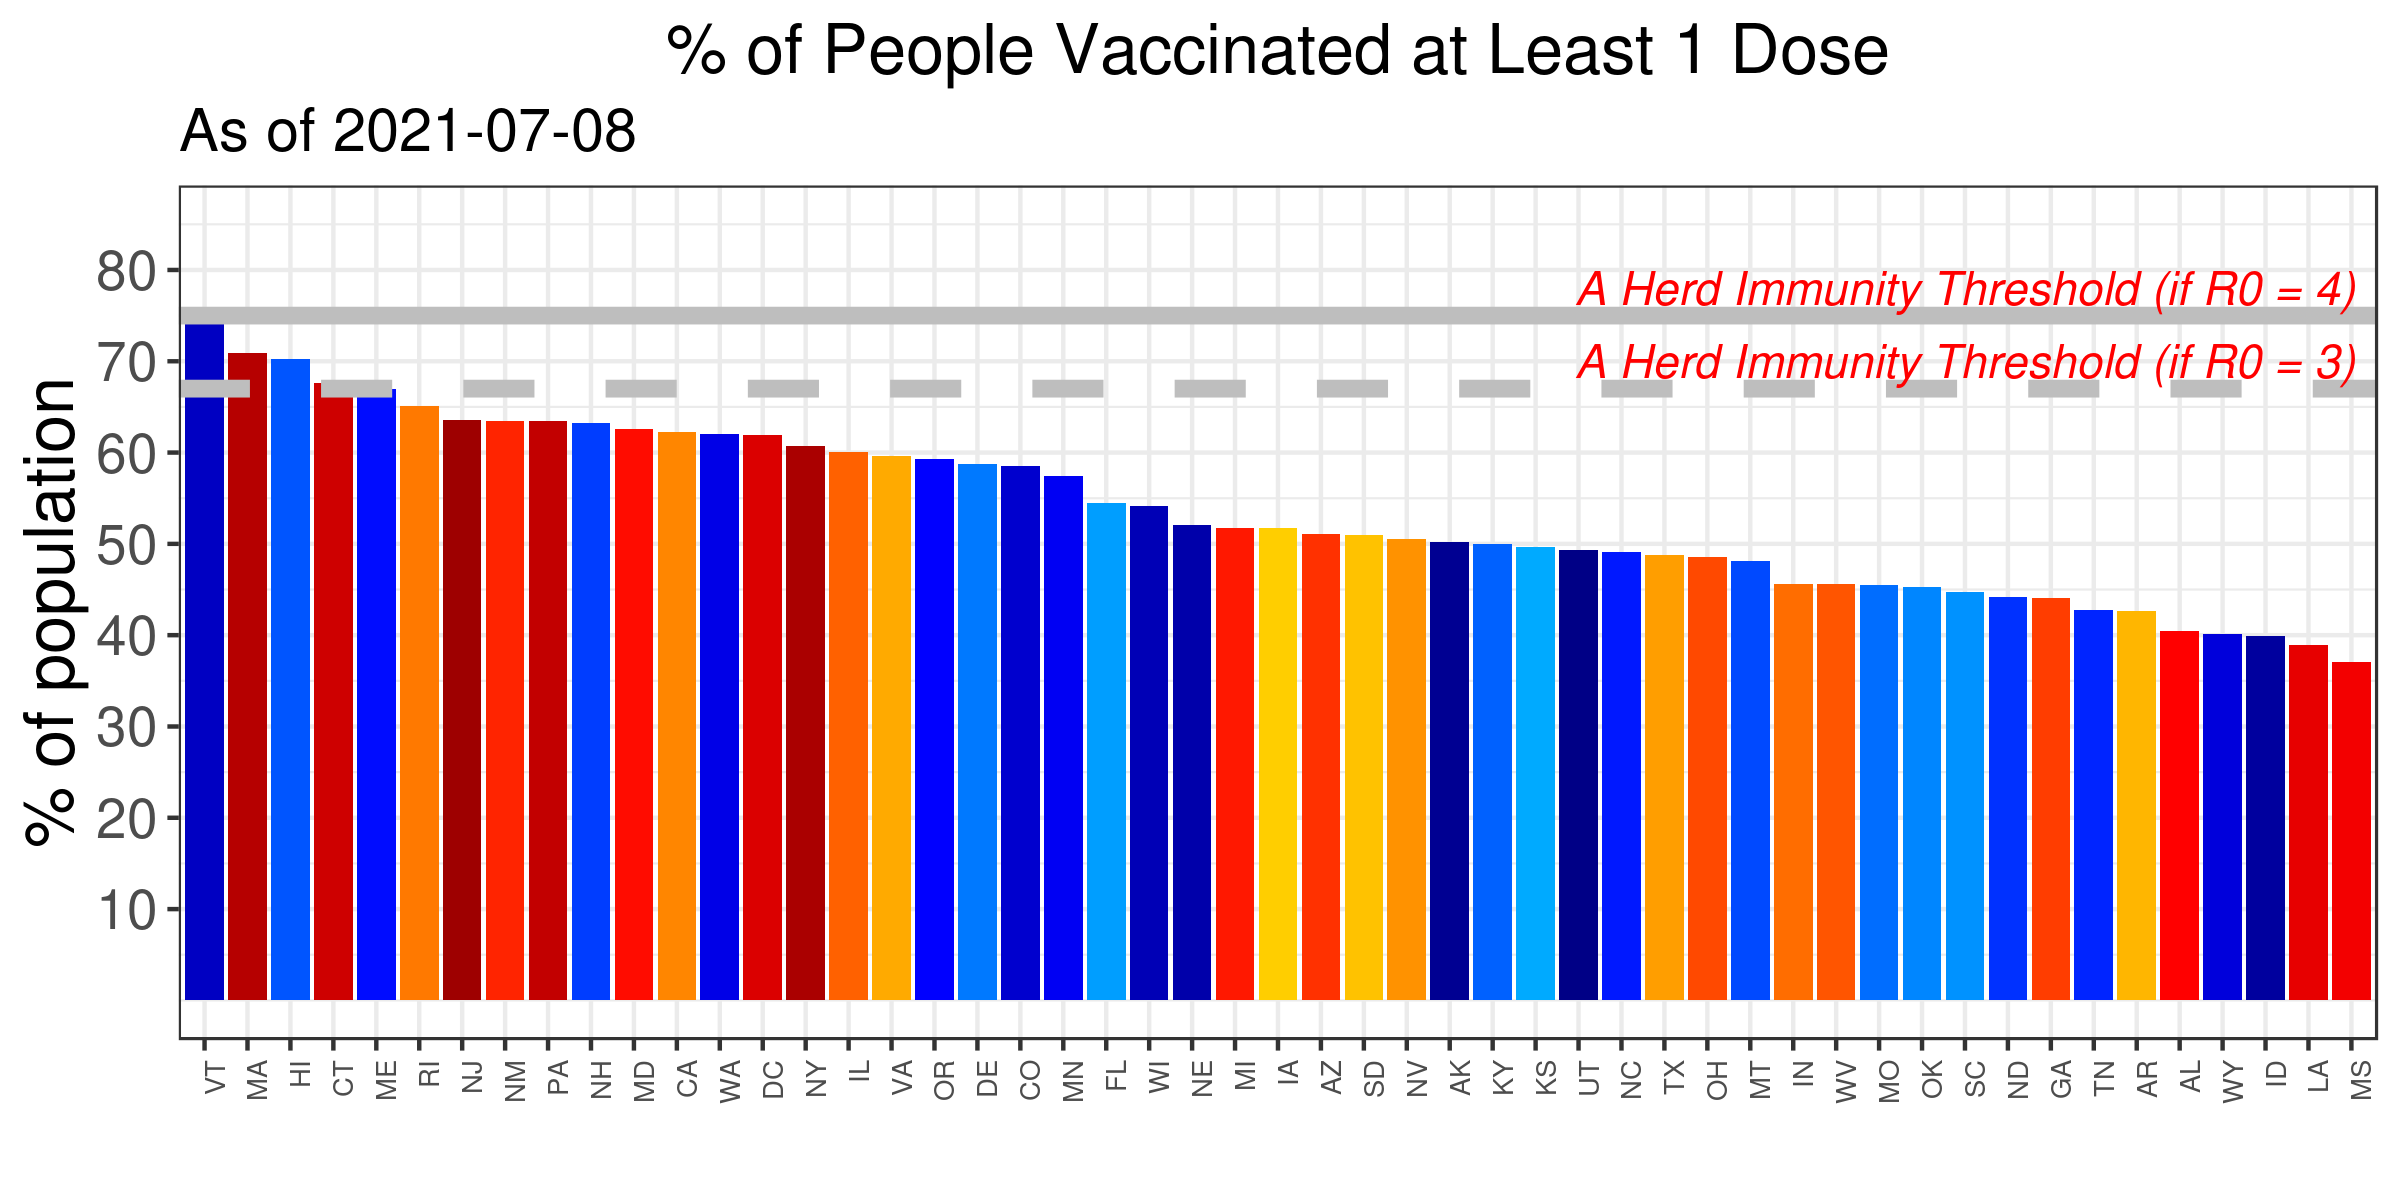 % of People Vaccinated at Least 1 Dose
As of 2021-07-08
% of population
80
70
60
50
40
30
20
10
A Herd Immunity Threshold (if R0 = 4)
A Herd Immunity Threshold (if R0 = 3)
VT MA HI CT ME RI NJ NM PA NH MD CA WA DC NY IL VA OR DE CO MN FL WI NE MI IA AZ SD NV AK KY KS UT NC TX OH MT IN WV MO OK SC ND GA TN AR AL WY ID LA MS